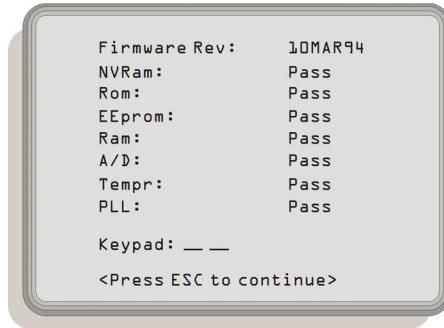 Firmware Rev: 10MAR94
NVRam: Pass
Rom: Pass
EEprom: Pass
Ram: Pass
A/D: Pass
Tempr: Pass
PLL: Pass
Keypad: __ __
<Press ESC to continue>